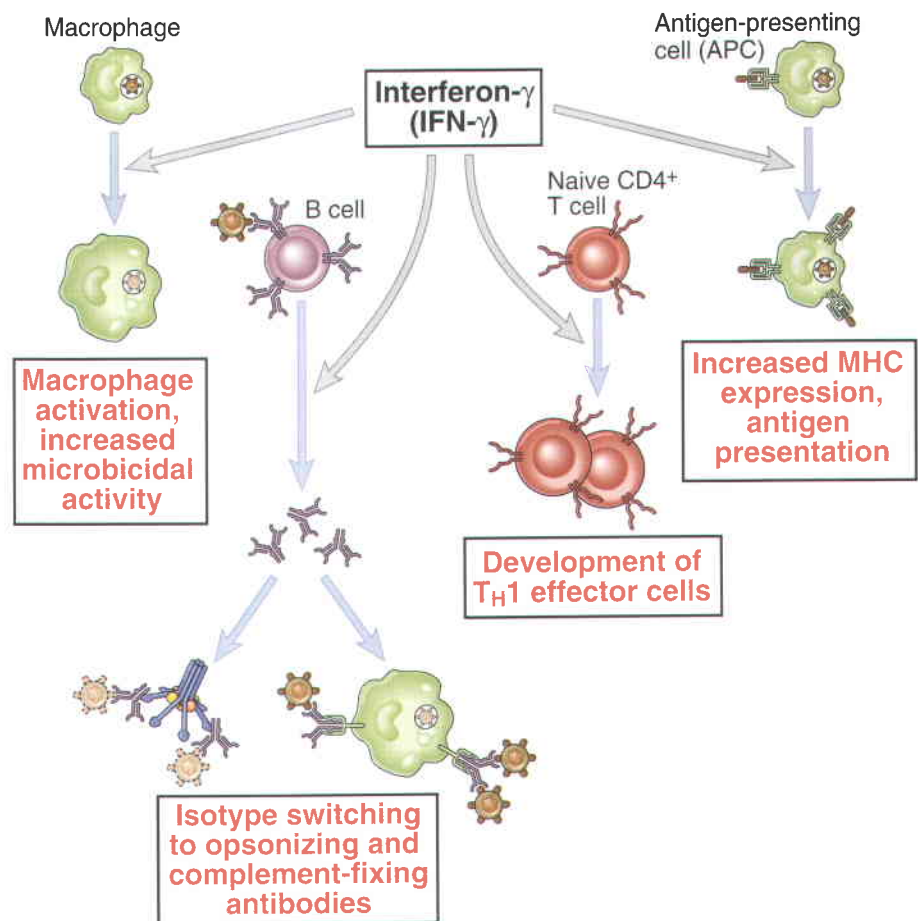 Macrophage
Antigen-presenting
cell (APC)
Interferon-γ
(IFN-γ)
B cell
Naive CD4⁺
T cell
Macrophage
activation,
increased
microbicidal
activity
Increased MHC
expression,
antigen
presentation
Development of
T_H1 effector cells
Isotype switching
to opsonizing and
complement-fixing
antibodies